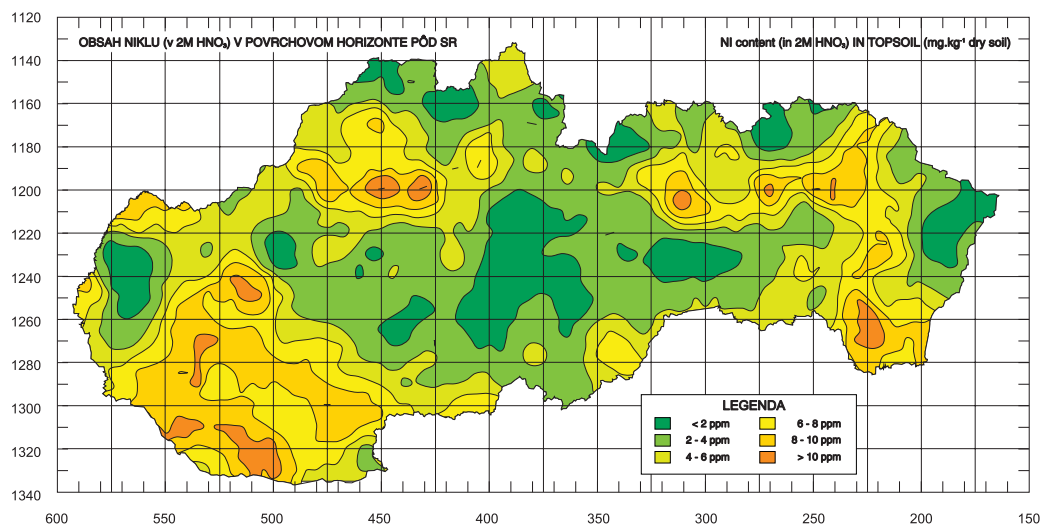 1120
OBSAH NIKLU (v 2M HNO₃) V POVRCHOVOM HORIZONTE PÔD SR
NI content (in 2M HNO₃) IN TOPSOIL (mg.kg⁻¹ dry soil)
1140
1160
1180
1200
1220
1240
1260
1280
1300
1320
1340
LEGENDA
< 2 ppm
2 - 4 ppm
4 - 6 ppm
6 - 8 ppm
8 - 10 ppm
> 10 ppm
600 550 500 450 400 350 300 250 200 150